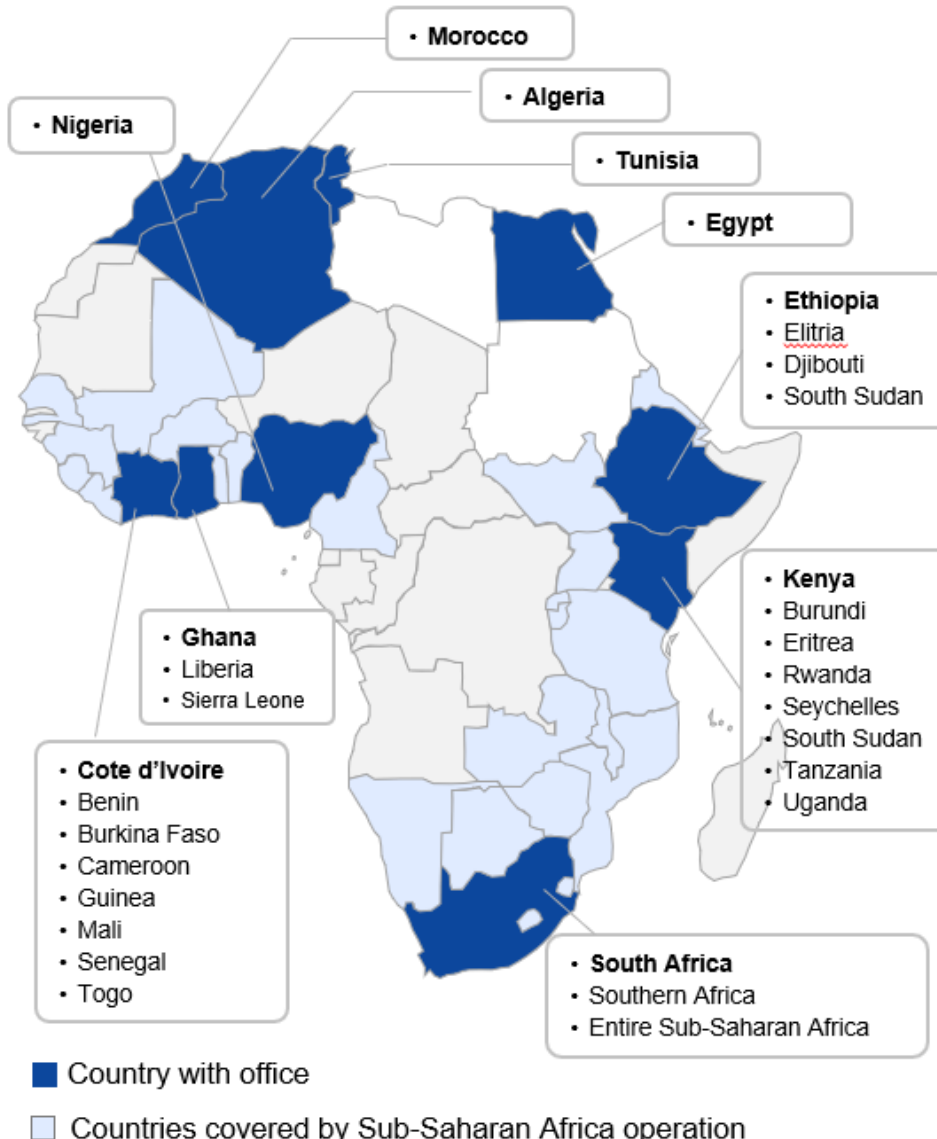 • Morocco
• Algeria
• Nigeria
• Tunisia
• Egypt
• Ethiopia
• Elitria
• Djibouti
• South Sudan
• Kenya
• Burundi
• Eritrea
• Rwanda
• Seychelles
• South Sudan
• Tanzania
• Uganda
• Ghana
• Liberia
• Sierra Leone
• Cote d’Ivoire
• Benin
• Burkina Faso
• Cameroon
• Guinea
• Mali
• Senegal
• Togo
• South Africa
• Southern Africa
• Entire Sub-Saharan Africa
Country with office
Countries covered by Sub-Saharan Africa operation